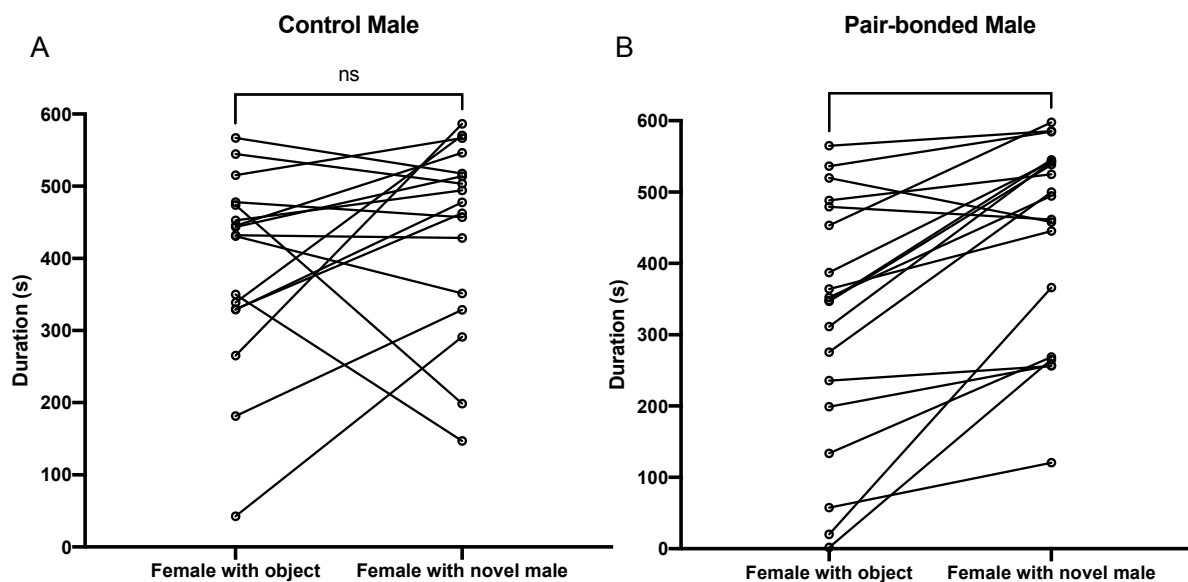 Control Male
A
ns
600
500
400
300
200
100
0
Duration (s)
Female with object
Female with novel male
Pair-bonded Male
B
600
500
400
300
200
100
0
Duration (s)
Female with object
Female with novel male